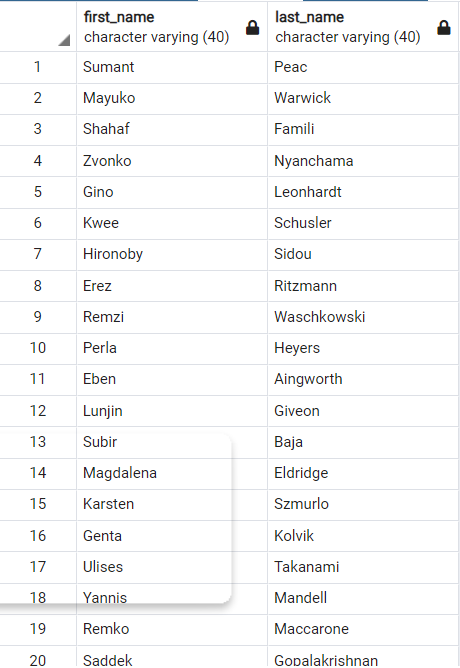 first_name last_name
character varying (40) character varying (40)
1 Sumant Peac
2 Mayuko Warwick
3 Shahaf Famili
4 Zvonko Nyanchama
5 Gino Leonhardt
6 Kwee Schusler
7 Hironoby Sidou
8 Erez Ritzmann
9 Remzi Waschkowski
10 Perla Heyers
11 Eben Aingworth
12 Lunjin Giveon
13 Subir Baja
14 Magdalena Eldridge
15 Karsten Szmurlo
16 Genta Kolvik
17 Ulises Takanami
18 Yannis Mandell
19 Remko Maccarone
20 Saddek Gopalakrishnan